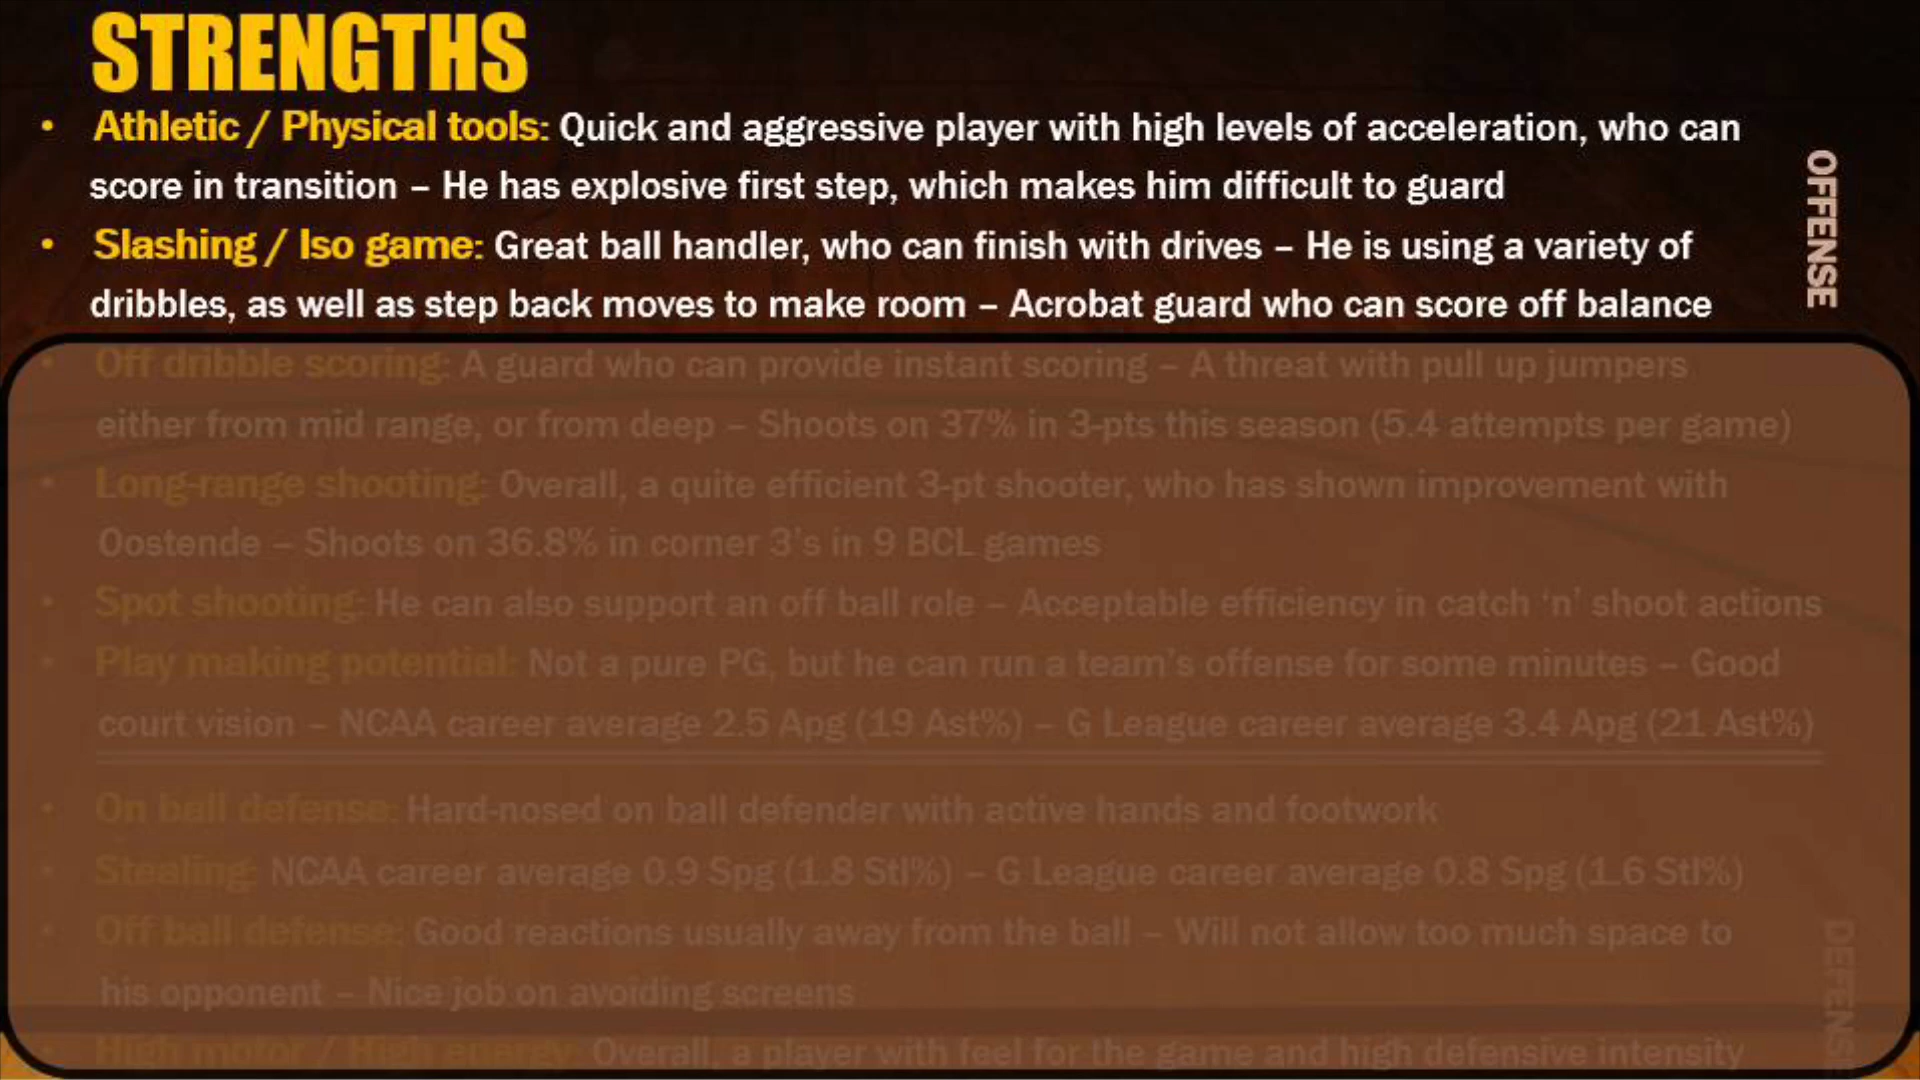 STRENGTHS
• Athletic / Physical tools: Quick and aggressive player with high levels of acceleration, who can
score in transition – He has explosive first step, which makes him difficult to guard
• Slashing / Iso game: Great ball handler, who can finish with drives – He is using a variety of
dribbles, as well as step back moves to make room – Acrobat guard who can score off balance
OFFENSE
• Off dribble scoring: A guard who can provide instant scoring – A threat with pull up jumpers
either from mid range, or from deep – Shoots on 37% in 3-pts this season (5.4 attempts per game)
• Long-range shooting: Overall, a quite efficient 3-pt shooter, who has shown improvement with
Oostende – Shoots on 36.8% in corner 3's in 9 BCL games
• Spot shooting: He can also support an off ball role – Acceptable efficiency in catch 'n' shoot actions
• Play making potential: Not a pure PG, but he can run a team's offense for some minutes – Good
court vision – NCAA career average 2.5 Apg (19 Ast%) – G League career average 3.4 Apg (21 Ast%)
• On ball defense: Hard-nosed on ball defender with active hands and footwork
• Stealing: NCAA career average 0.9 Spg (1.8 Stl%) – G League career average 0.8 Spg (1.6 Stl%)
• Off ball defense: Good reactions usually away from the ball – Will not allow too much space to
his opponent – Nice job on avoiding screens
• High motor / High energy: Overall, a player with feel for the game and high defensive intensity
DEFENSE